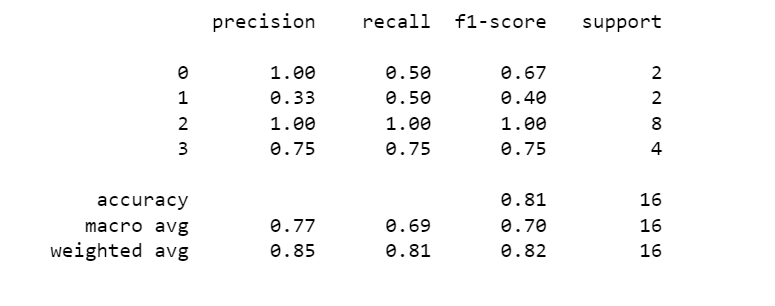 precision recall f1-score support
0 1.00 0.50 0.67 2
1 0.33 0.50 0.40 2
2 1.00 1.00 1.00 8
3 0.75 0.75 0.75 4
accuracy 0.81 16
macro avg 0.77 0.69 0.70 16
weighted avg 0.85 0.81 0.82 16